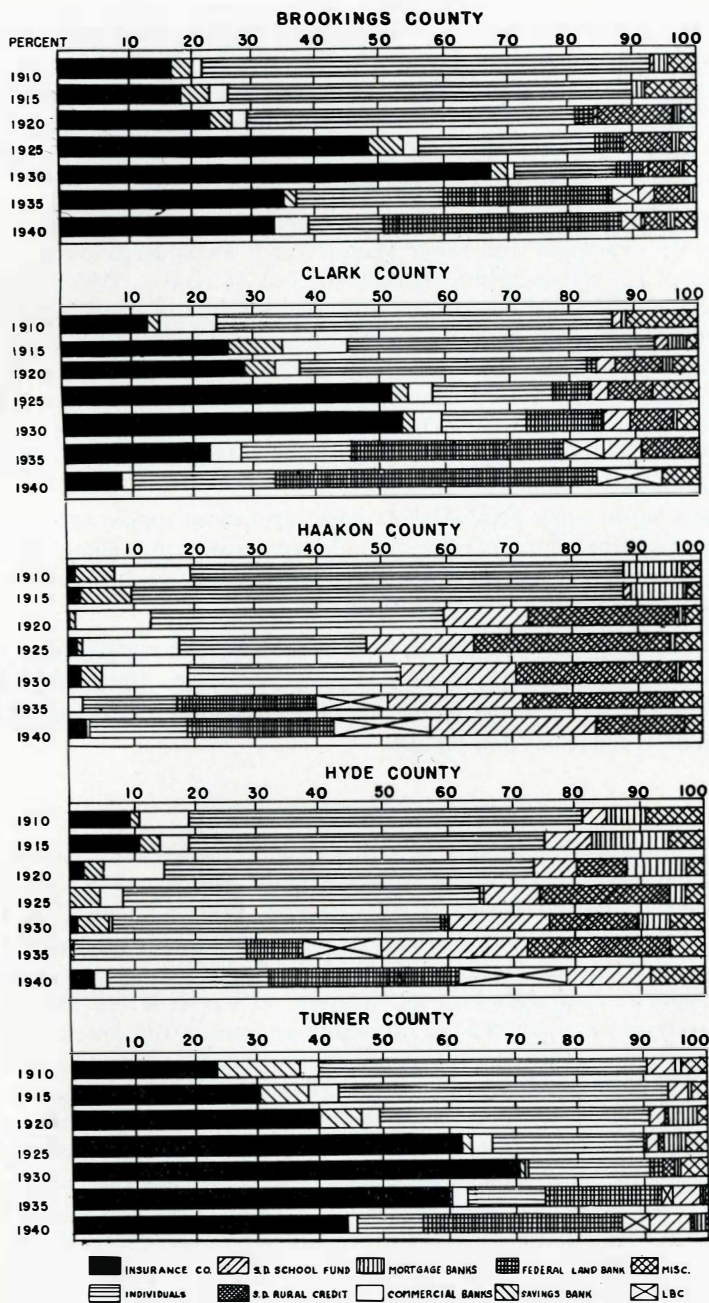 BROOKINGS COUNTY
PERCENT 10 20 30 40 50 60 70 80 90 100
1910
1915
1920
1925
1930
1935
1940
CLARK COUNTY
10 20 30 40 50 60 70 80 90 100
1910
1915
1920
1925
1930
1935
1940
HAAKON COUNTY
10 20 30 40 50 60 70 80 90 100
1910
1915
1920
1925
1930
1935
1940
HYDE COUNTY
10 20 30 40 50 60 70 80 90 100
1910
1915
1920
1925
1930
1935
1940
TURNER COUNTY
10 20 30 40 50 60 70 80 90 100
1910
1915
1920
1925
1930
1935
1940
INSURANCE CO. S.D. SCHOOL FUND MORTGAGE BANKS FEDERAL LAND BANK MISC.
INDIVIDUALS S.D. RURAL CREDIT COMMERCIAL BANKS SAVINGS BANK LBC